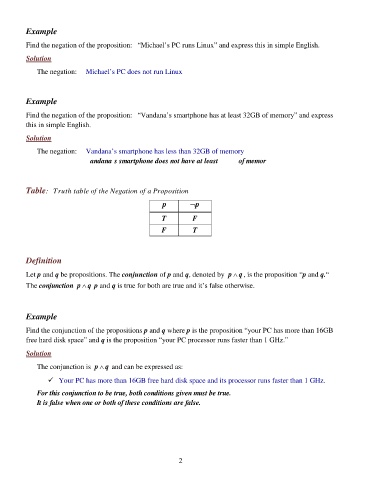 Example
Find the negation of the proposition: “Michael’s PC runs Linux” and express this in simple English.
Solution
The negation: Michael’s PC does not run Linux
Example
Find the negation of the proposition: “Vandana’s smartphone has at least 32GB of memory” and express
this in simple English.
Solution
The negation: Vandana’s smartphone has less than 32GB of memory
andana s smartphone does not have at least of memor
Table: Truth table of the Negation of a Proposition
p ¬p
T F
F T
Definition
Let p and q be propositions. The conjunction of p and q, denoted by p ∧ q, is the proposition “p and q.“
The conjunction p ∧ q p and q is true for both are true and it’s false otherwise.
Example
Find the conjunction of the propositions p and q where p is the proposition “your PC has more than 16GB
free hard disk space” and q is the proposition “your PC processor runs faster than 1 GHz.”
Solution
The conjunction is p ∧ q and can be expressed as:
✓ Your PC has more than 16GB free hard disk space and its processor runs faster than 1 GHz.
For this conjunction to be true, both conditions given must be true.
It is false when one or both of these conditions are false.
2